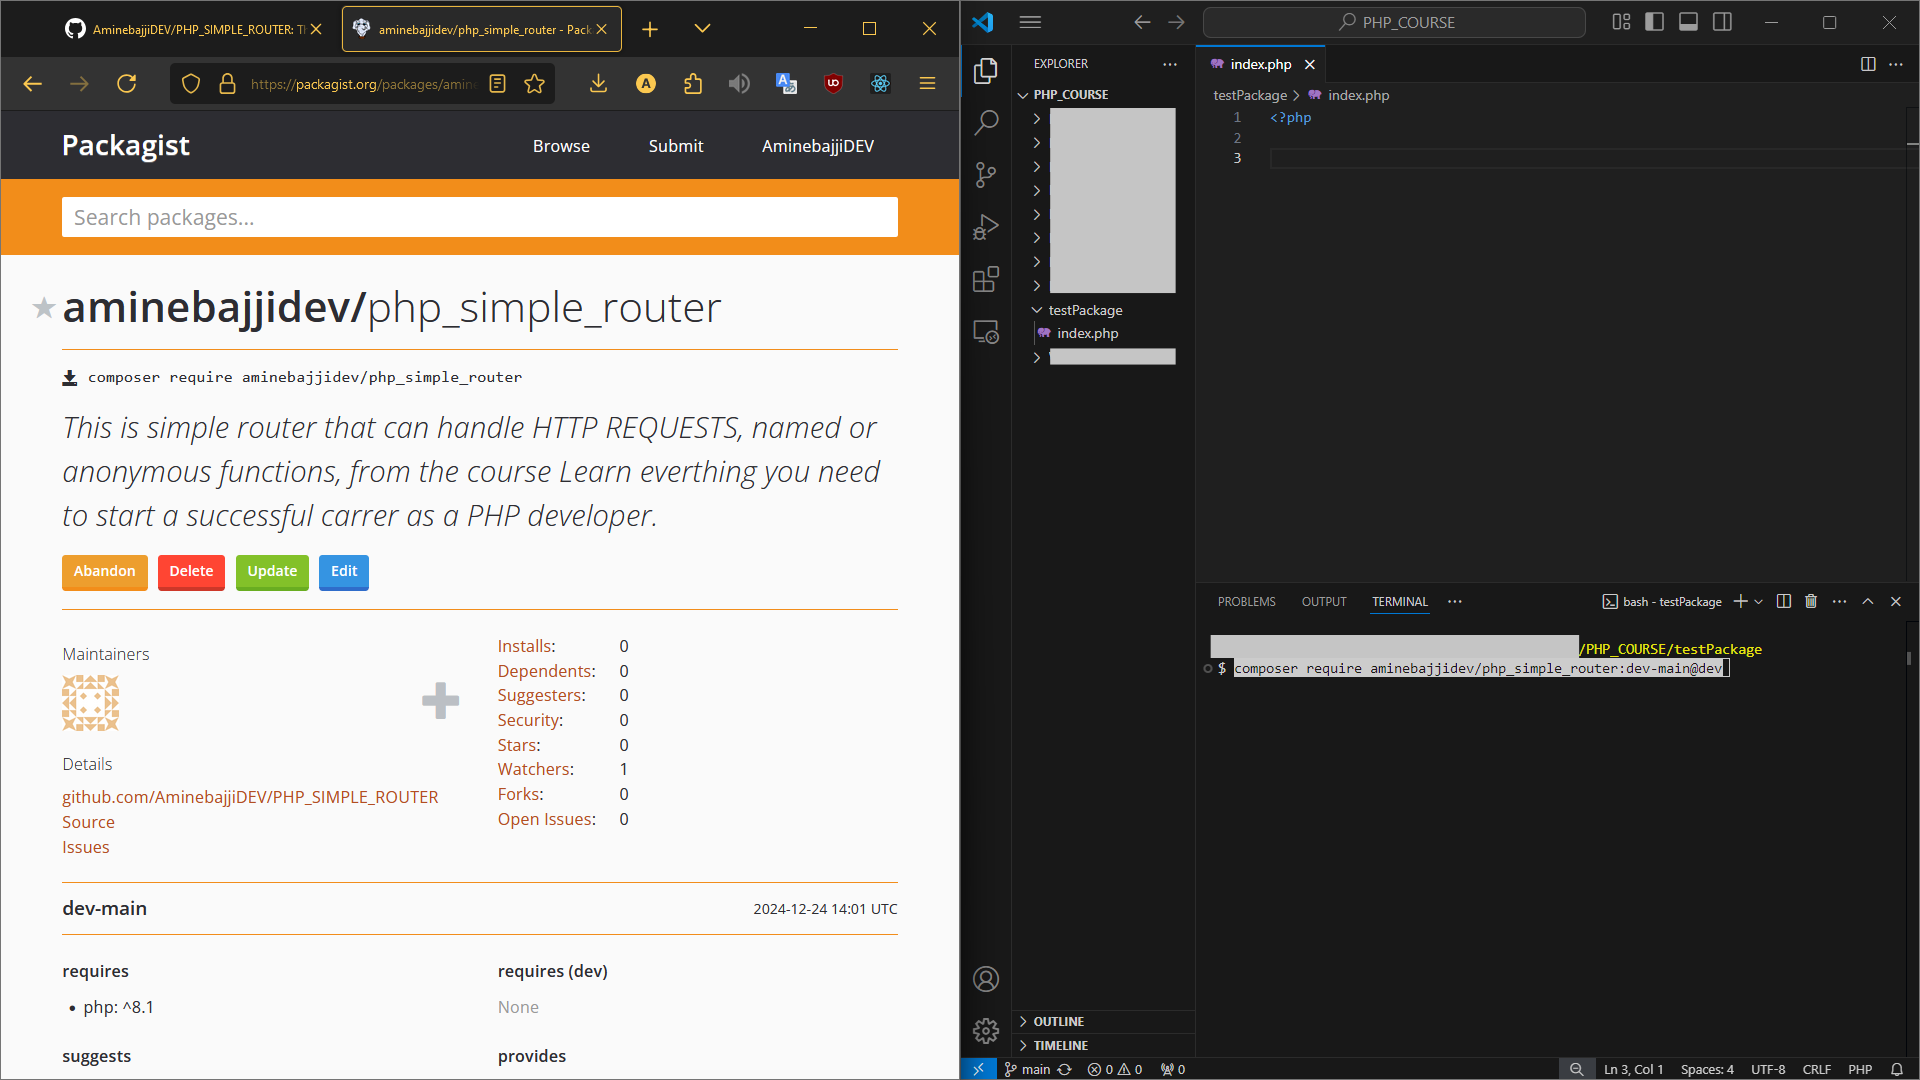 AminebajjiDEV/PHP_SIMPLE_ROUTER: T
aminebajjidev/php_simple_router - Pack
https://packagist.org/packages/amine
Packagist
Browse
Submit
AminebajjiDEV
Search packages...
aminebajjidev/php_simple_router
composer require aminebajjidev/php_simple_router
This is simple router that can handle HTTP REQUESTS, named or
anonymous functions, from the course Learn everthing you need
to start a successful carrer as a PHP developer.
Abandon
Delete
Update
Edit
Maintainers
Details
github.com/AminebajjiDEV/PHP_SIMPLE_ROUTER
Source
Issues
Installs: 0
Dependents: 0
Suggesters: 0
Security: 0
Stars: 0
Watchers: 1
Forks: 0
Open Issues: 0
dev-main
2024-12-24 14:01 UTC
requires
php: ^8.1
requires (dev)
None
suggests
provides
PHP_COURSE
EXPLORER
PHP_COURSE
testPackage
index.php
OUTLINE
TIMELINE
index.php
testPackage > index.php
1 <?php
2
3
PROBLEMS
OUTPUT
TERMINAL
bash - testPackage
/PHP_COURSE/testPackage
$ composer require aminebajjidev/php_simple_router:dev-main@dev
main
0 0
0
Ln 3, Col 1
Spaces: 4
UTF-8
CRLF
PHP